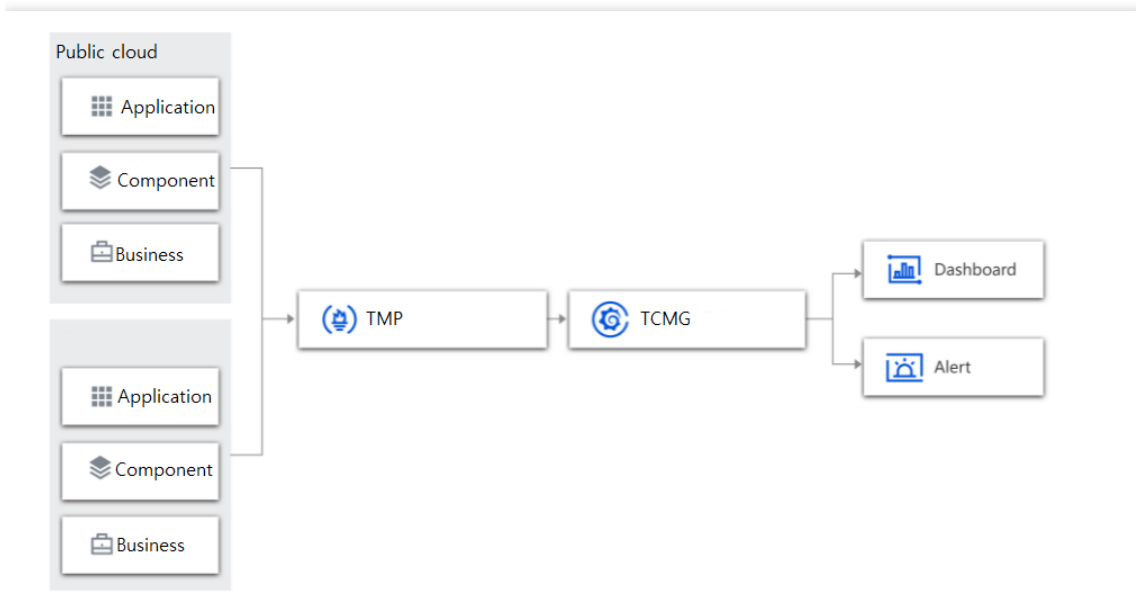 Public cloud
Application
Component
Business
Application
Component
Business
TMP
TCMG
Dashboard
Alert